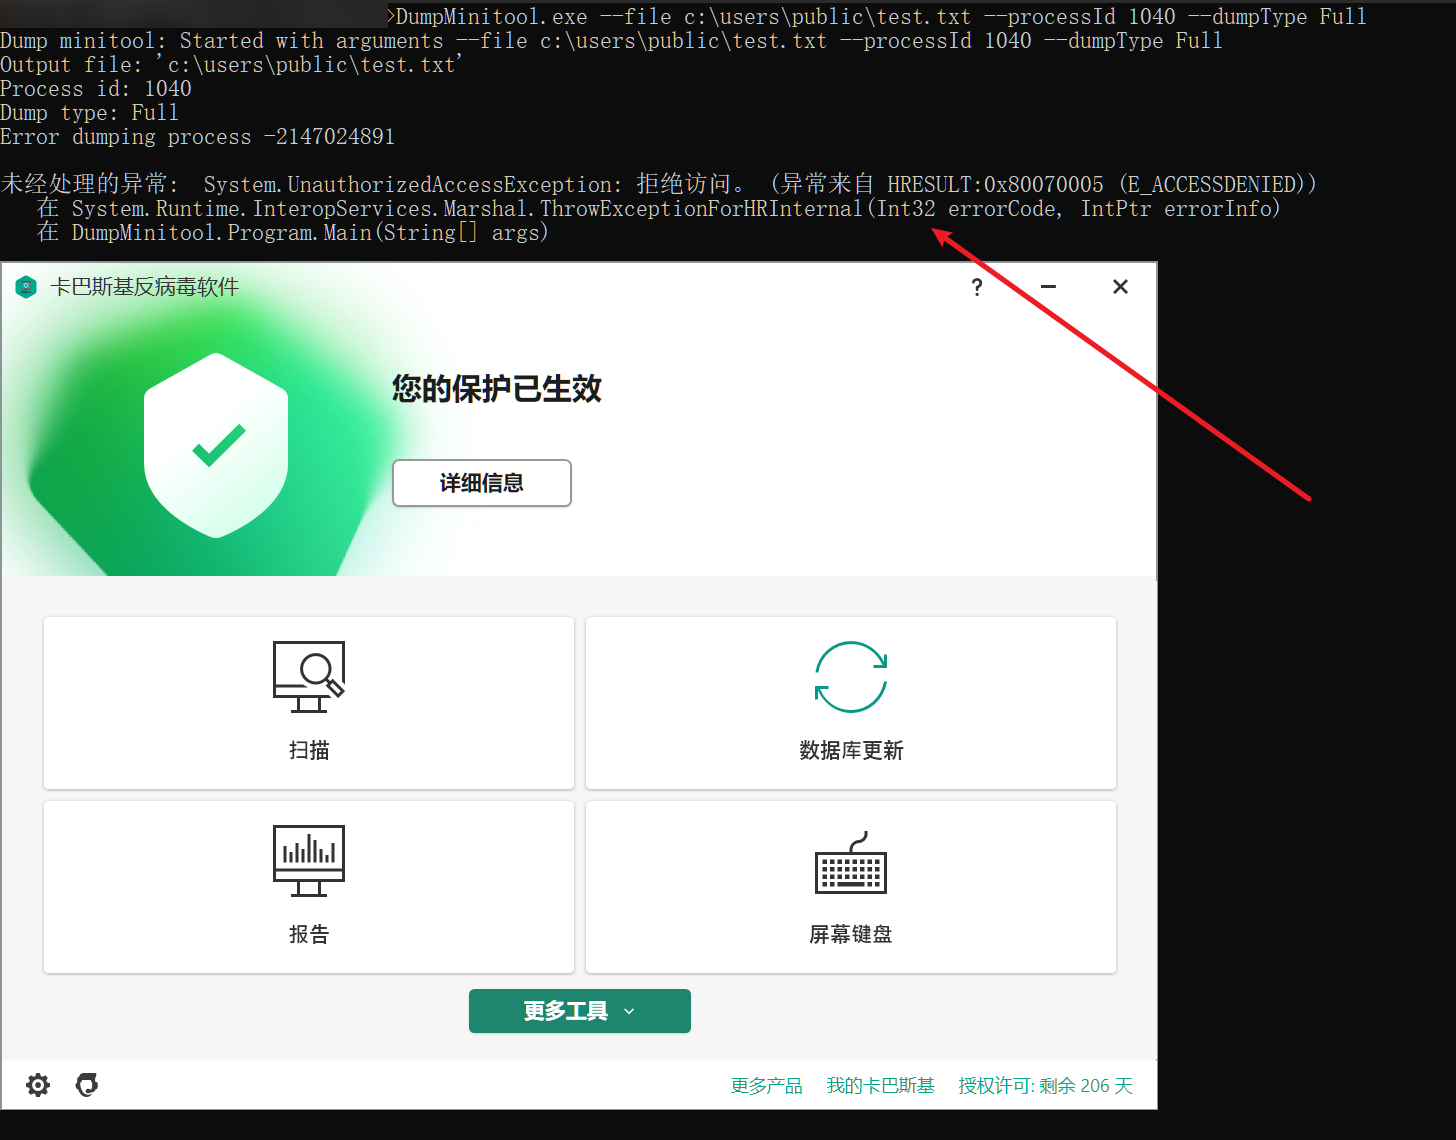 >DumpMinitool.exe --file c:\users\public\test.txt --processId 1040 --dumpType Full
Dump minitool: Started with arguments --file c:\users\public\test.txt --processId 1040 --dumpType Full
Output file: 'c:\users\public\test.txt'
Process id: 1040
Dump type: Full
Error dumping process -2147024891
未经处理的异常:  System.UnauthorizedAccessException: 拒绝访问。 (异常来自 HRESULT:0x80070005 (E_ACCESSDENIED))
在 System.Runtime.InteropServices.Marshal.ThrowExceptionForHRInternal(Int32 errorCode, IntPtr errorInfo)
在 DumpMinitool.Program.Main(String[] args)
卡巴斯基反病毒软件
?
您的保护已生效
详细信息
扫描
数据库更新
报告
屏幕键盘
更多工具
更多产品 我的卡巴斯基 授权许可: 剩余 206 天